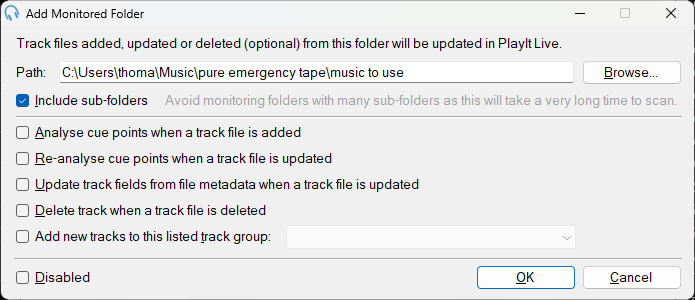 Add Monitored Folder
Track files added, updated or deleted (optional) from this folder will be updated in PlayIt Live.
Path: C:\Users\thoma\Music\pure emergency tape\music to use Browse...
Include sub-folders Avoid monitoring folders with many sub-folders as this will take a very long time to scan.
Analyse cue points when a track file is added
Re-analyse cue points when a track file is updated
Update track fields from file metadata when a track file is updated
Delete track when a track file is deleted
Add new tracks to this listed track group:
Disabled OK Cancel